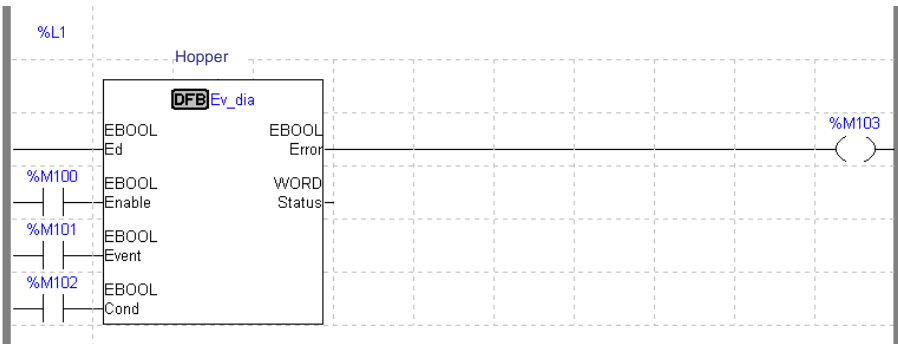 %L1
Hopper
DFB Ev_dia
EBOOL EBOOL
Ed Error
%M103
%M100
EBOOL WORD
Enable Status
%M101
EBOOL
Event
%M102
EBOOL
Cond